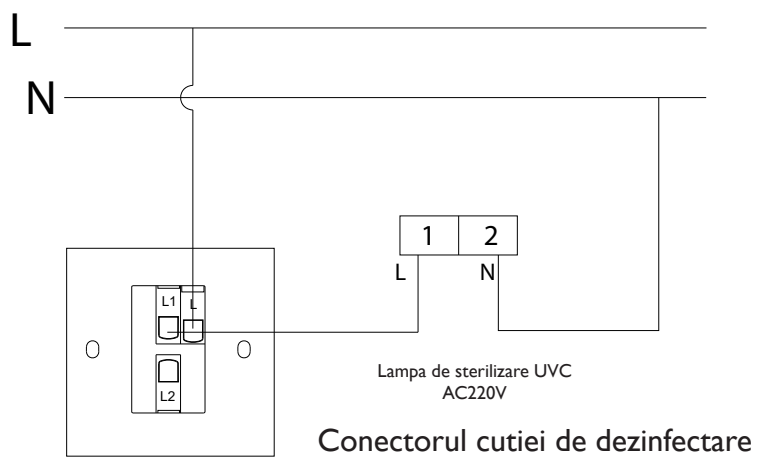 L
N
1 2
L N
L1 L
L2
Lampa de sterilizare UVC
AC220V
Conectorul cutiei de dezinfectare